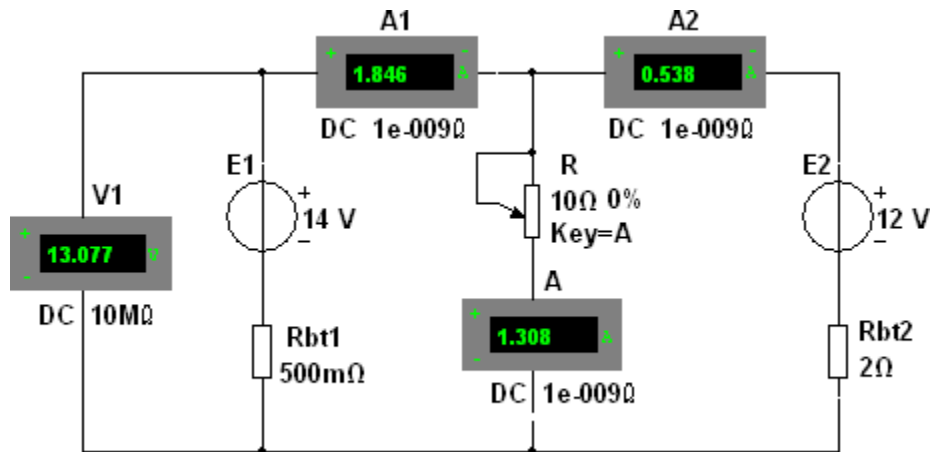 A1
A2
+ 1.846 - A
+ 0.538 - A
DC 1e-009Ω
DC 1e-009Ω
V1
E1
+
14 V
-
R
10Ω 0%
Key=A
E2
+
12 V
-
+ 13.077 V
-
DC 10MΩ
A
+ 1.308 A
-
DC 1e-009Ω
Rbt1
500mΩ
Rbt2
2Ω